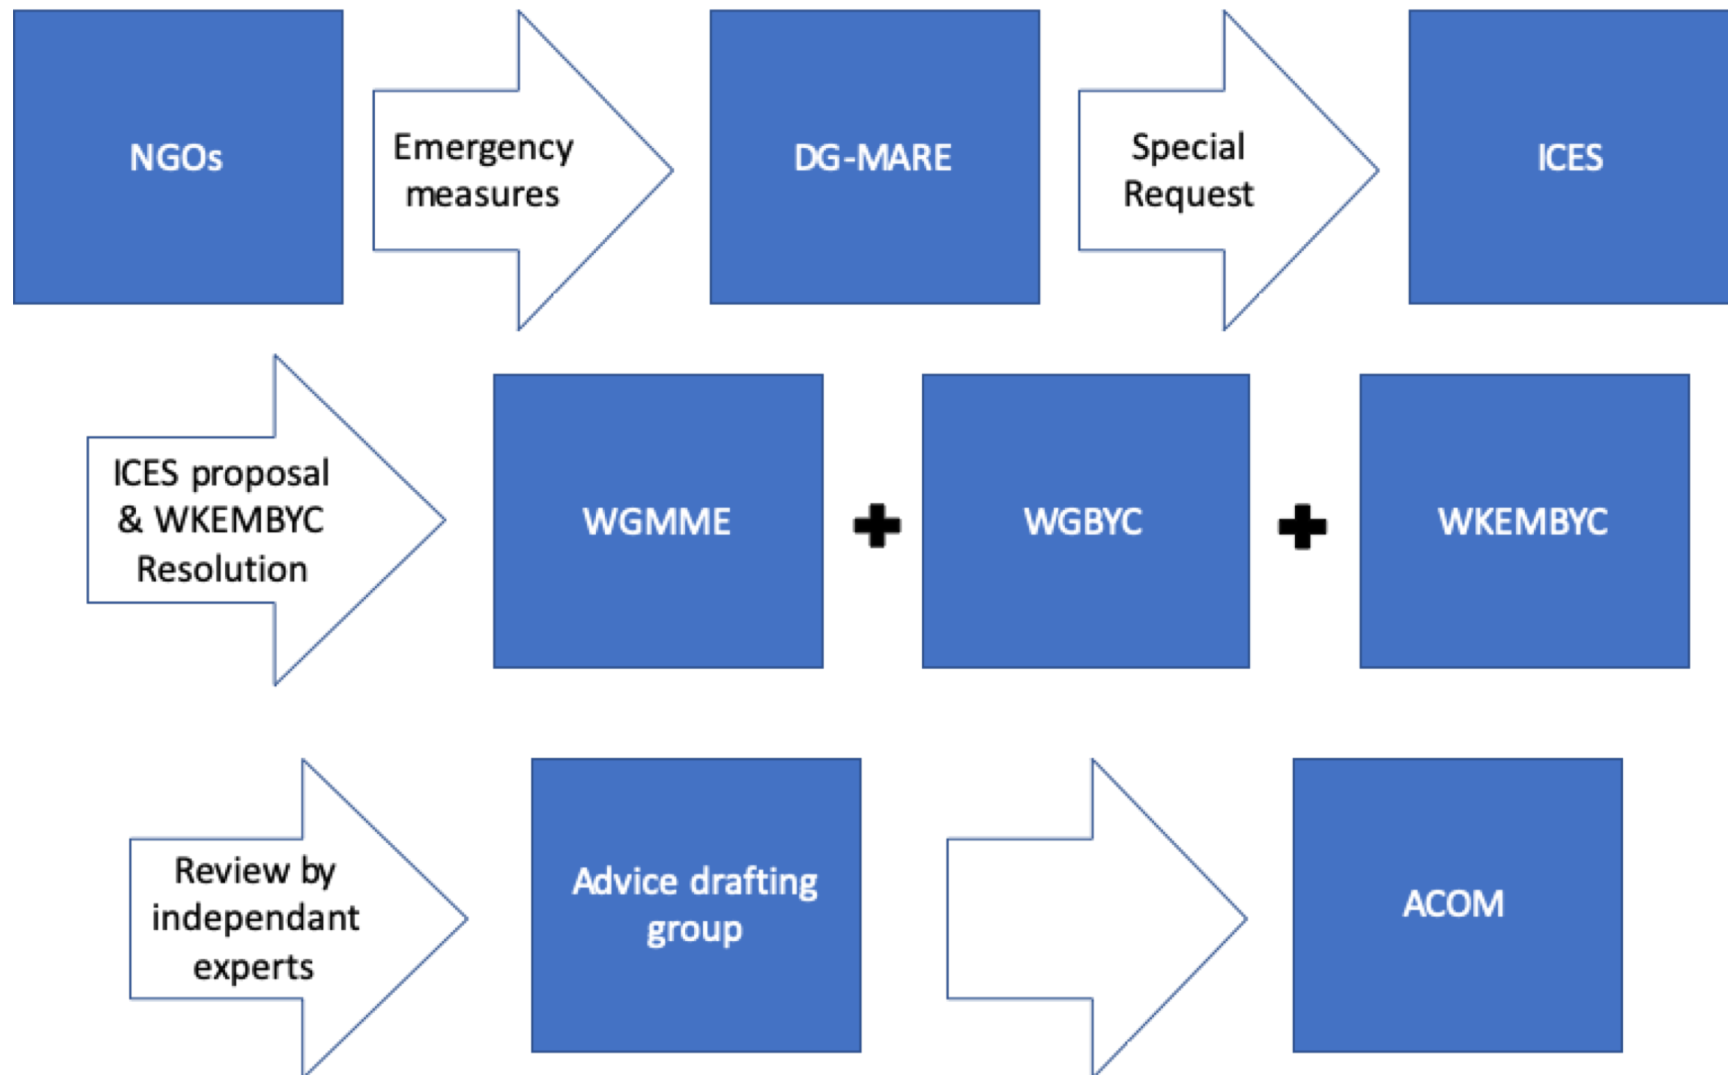 NGOs
Emergency
measures
DG-MARE
Special
Request
ICES
ICES proposal
& WKEMBYC
Resolution
WGMME
WGBYC
WKEMBYC
Review by
independant
experts
Advice drafting
group
ACOM